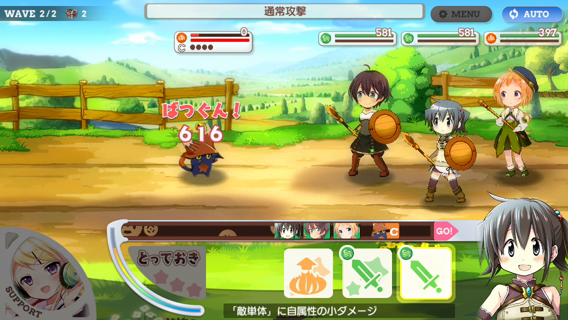 WAVE 2/2 2
通常攻撃
MENU
AUTO
0
C
581
581
397
ばつぐん!
616
C
GO!
とっておき
SUPPORT
「敵単体」に自属性の小ダメージ